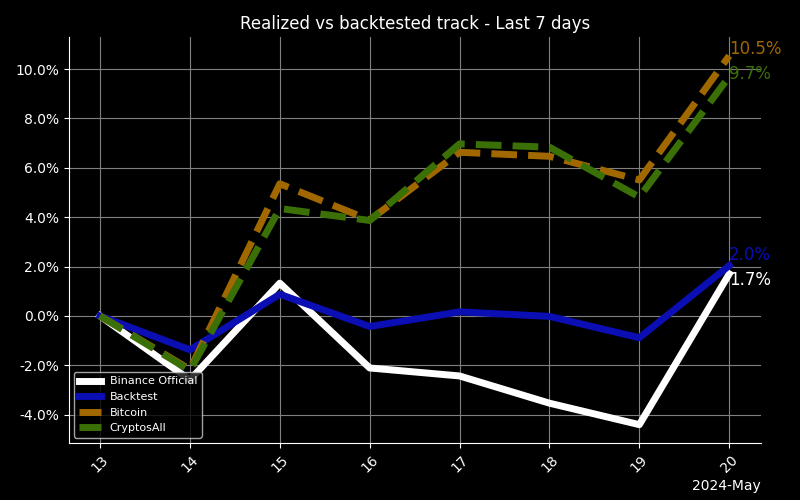 Realized vs backtested track - Last 7 days
10.0%
8.0%
6.0%
4.0%
2.0%
0.0%
-2.0%
-4.0%
10.5%
9.7%
2.0%
1.7%
Binance Official
Backtest
Bitcoin
CryptosAll
13 14 15 16 17 18 19 20
2024-May